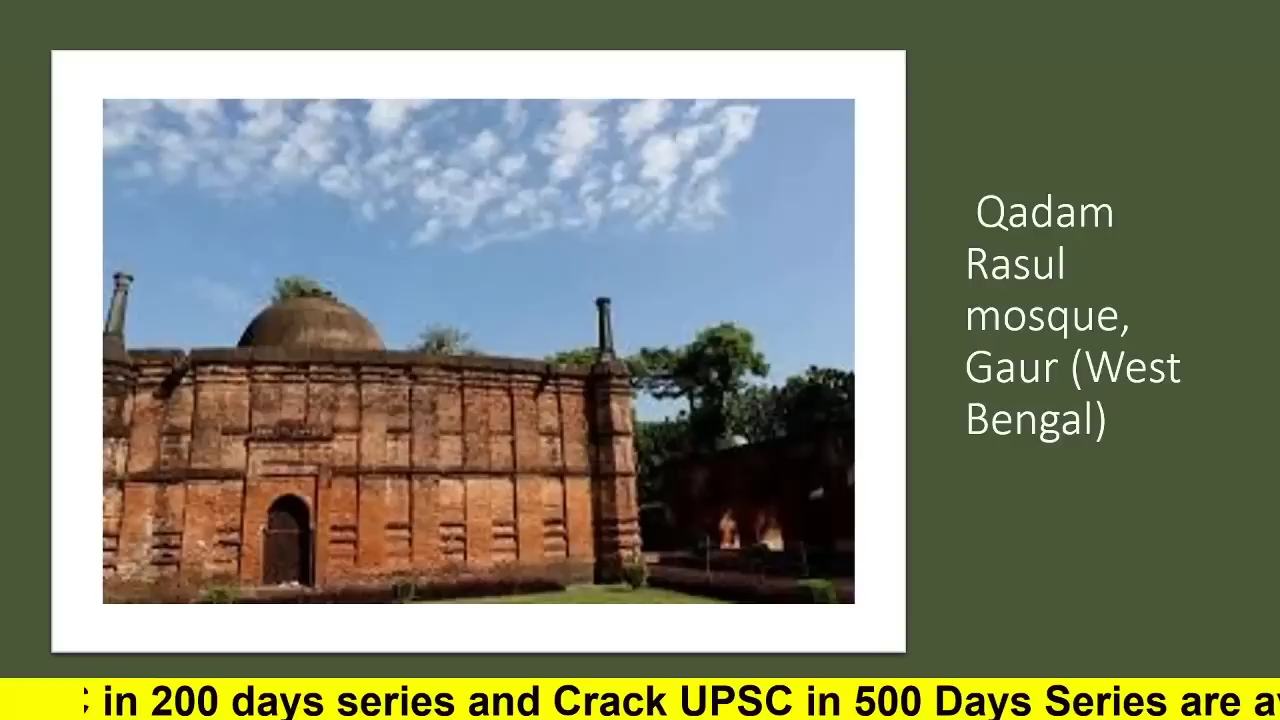 Qadam
Rasul
mosque,
Gaur (West
Bengal)
in 200 days series and Crack UPSC in 500 Days Series are